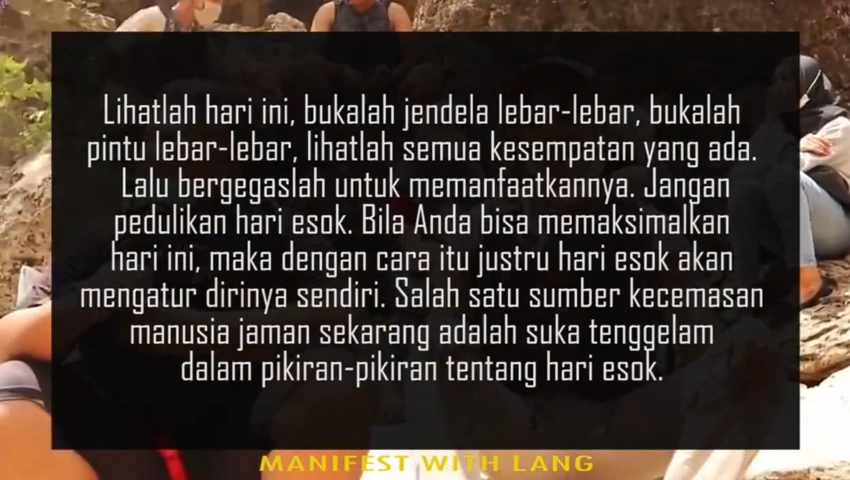 Lihatlah hari ini, bukalah jendela lebar-lebar, bukalah
pintu lebar-lebar, lihatlah semua kesempatan yang ada.
Lalu bergegaslah untuk memanfaatkannya. Jangan
pedulikan hari esok. Bila Anda bisa memaksimalkan
hari ini, maka dengan cara itu justru hari esok akan
mengatur dirinya sendiri. Salah satu sumber kecemasan
manusia jaman sekarang adalah suka tenggelam
dalam pikiran-pikiran tentang hari esok.
MANIFEST WITH LANG